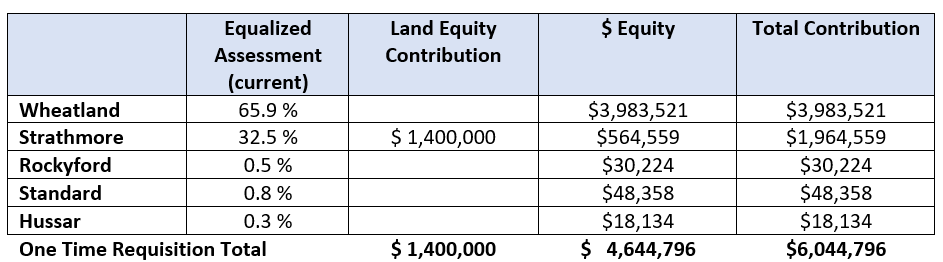 Equalized Assessment (current) Land Equity Contribution $ Equity Total Contribution
Wheatland 65.9 % $3,983,521 $3,983,521
Strathmore 32.5 % $ 1,400,000 $564,559 $1,964,559
Rockyford 0.5 % $30,224 $30,224
Standard 0.8 % $48,358 $48,358
Hussar 0.3 % $18,134 $18,134
One Time Requisition Total $ 1,400,000 $ 4,644,796 $6,044,796